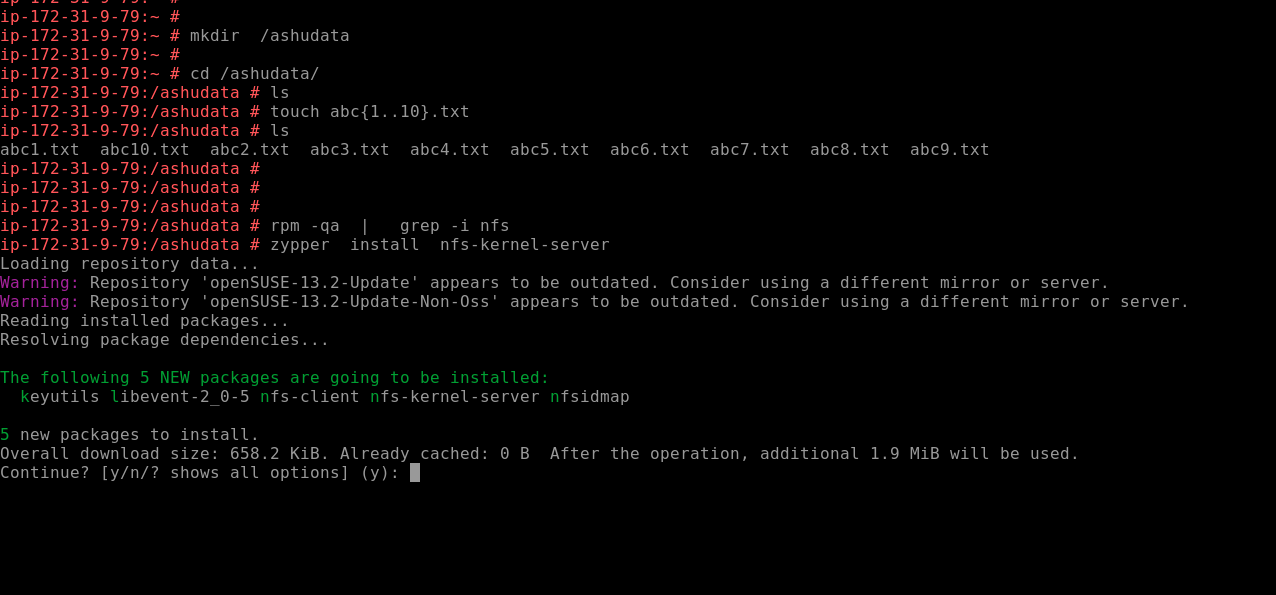 ip-172-31-9-79:~ #
ip-172-31-9-79:~ #
ip-172-31-9-79:~ # mkdir  /ashudata
ip-172-31-9-79:~ #
ip-172-31-9-79:~ # cd /ashudata/
ip-172-31-9-79:/ashudata # ls
ip-172-31-9-79:/ashudata # touch abc{1..10}.txt
ip-172-31-9-79:/ashudata # ls
abc1.txt  abc10.txt  abc2.txt  abc3.txt  abc4.txt  abc5.txt  abc6.txt  abc7.txt  abc8.txt  abc9.txt
ip-172-31-9-79:/ashudata #
ip-172-31-9-79:/ashudata #
ip-172-31-9-79:/ashudata #
ip-172-31-9-79:/ashudata # rpm -qa  |   grep -i nfs
ip-172-31-9-79:/ashudata # zypper  install  nfs-kernel-server
Loading repository data...
Warning: Repository 'openSUSE-13.2-Update' appears to be outdated. Consider using a different mirror or server.
Warning: Repository 'openSUSE-13.2-Update-Non-Oss' appears to be outdated. Consider using a different mirror or server.
Reading installed packages...
Resolving package dependencies...

The following 5 NEW packages are going to be installed:
  keyutils libevent-2_0-5 nfs-client nfs-kernel-server nfsidmap

5 new packages to install.
Overall download size: 658.2 KiB. Already cached: 0 B  After the operation, additional 1.9 MiB will be used.
Continue? [y/n/? shows all options] (y):